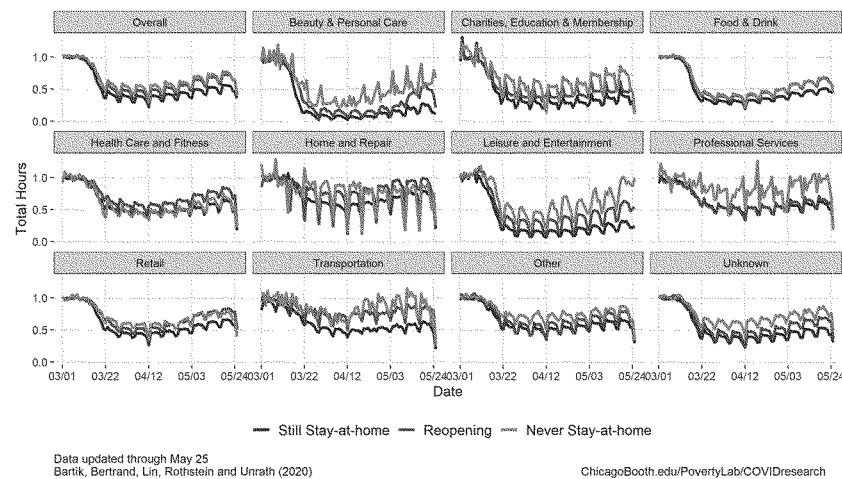 Overall
Beauty & Personal Care
Charities, Education & Membership
Food & Drink
1.0
0.5
0.0
Health Care and Fitness
Home and Repair
Leisure and Entertainment
Professional Services
Total Hours
1.0
0.5
0.0
Retail
Transportation
Other
Unknown
1.0
0.5
0.0
03/01 03/22 04/12 05/03 05/24 03/01 03/22 04/12 05/03 05/24 03/01 03/22 04/12 05/03 05/24 03/01 03/22 04/12 05/03 05/24
Date
Still Stay-at-home Reopening Never Stay-at-home
Data updated through May 25
Bartik, Bertrand, Lin, Rothstein and Unrath (2020)
ChicagoBooth.edu/PovertyLab/COVIDresearch